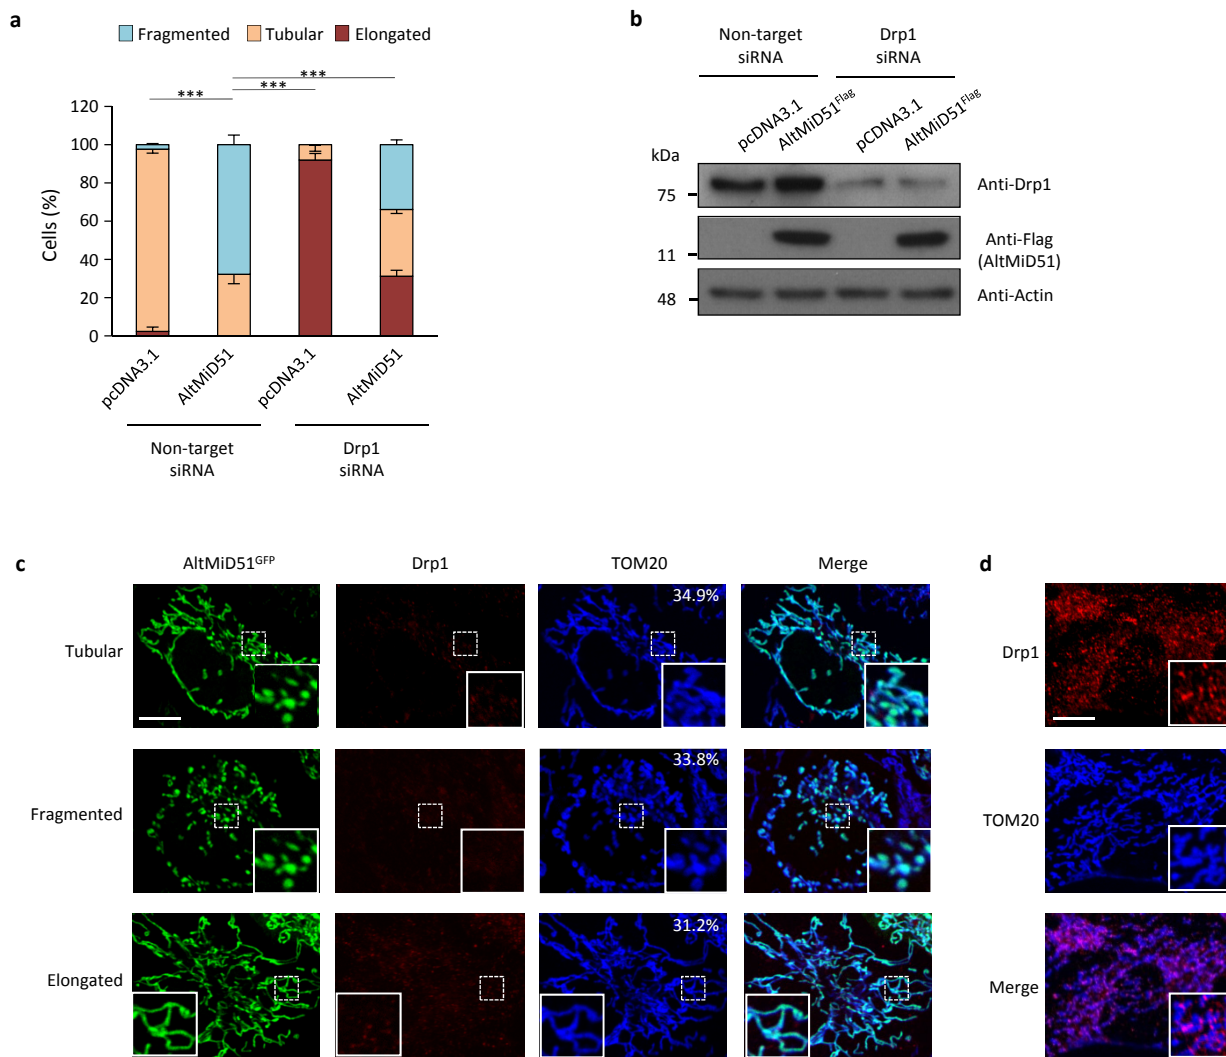 a
Fragmented Tubular Elongated
*** *** ***
120
100
80
60
40
20
0
Cells (%)
pcDNA3.1 AltMiD51 pcDNA3.1 AltMiD51
Non-target siRNA
Drp1 siRNA
b
Non-target siRNA
Drp1 siRNA
pcDNA3.1 AltMiD51Flag pCDNA3.1 AltMiD51Flag
kDa
75
Anti-Drp1
11
Anti-Flag
(AltMiD51)
48
Anti-Actin
c
AltMiD51GFP Drp1 TOM20 Merge
Tubular
34.9%
Fragmented
33.8%
Elongated
31.2%
d
Drp1
TOM20
Merge